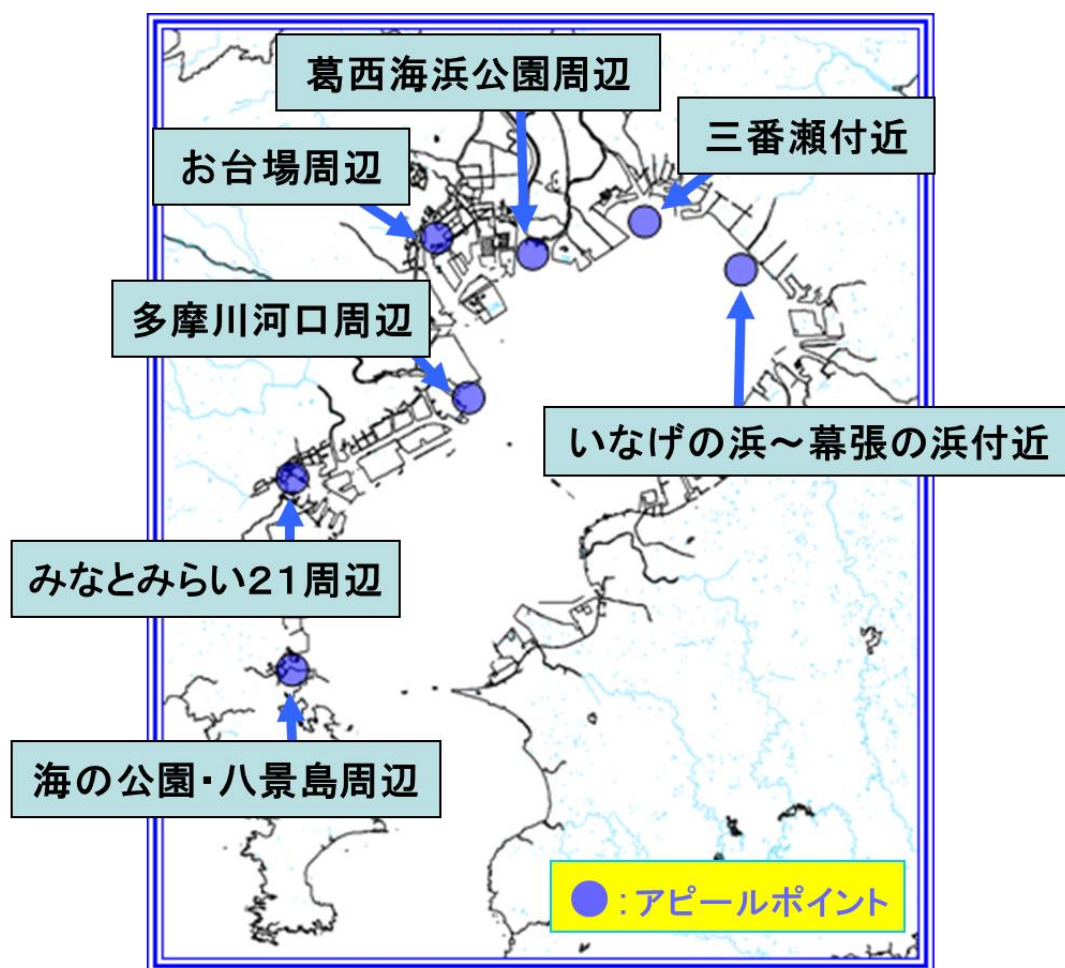 葛西海浜公園周辺
三番瀬付近
お台場周辺
多摩川河口周辺
いなげの浜～幕張の浜付近
みなとみらい２１周辺
海の公園・八景島周辺
：アピールポイント